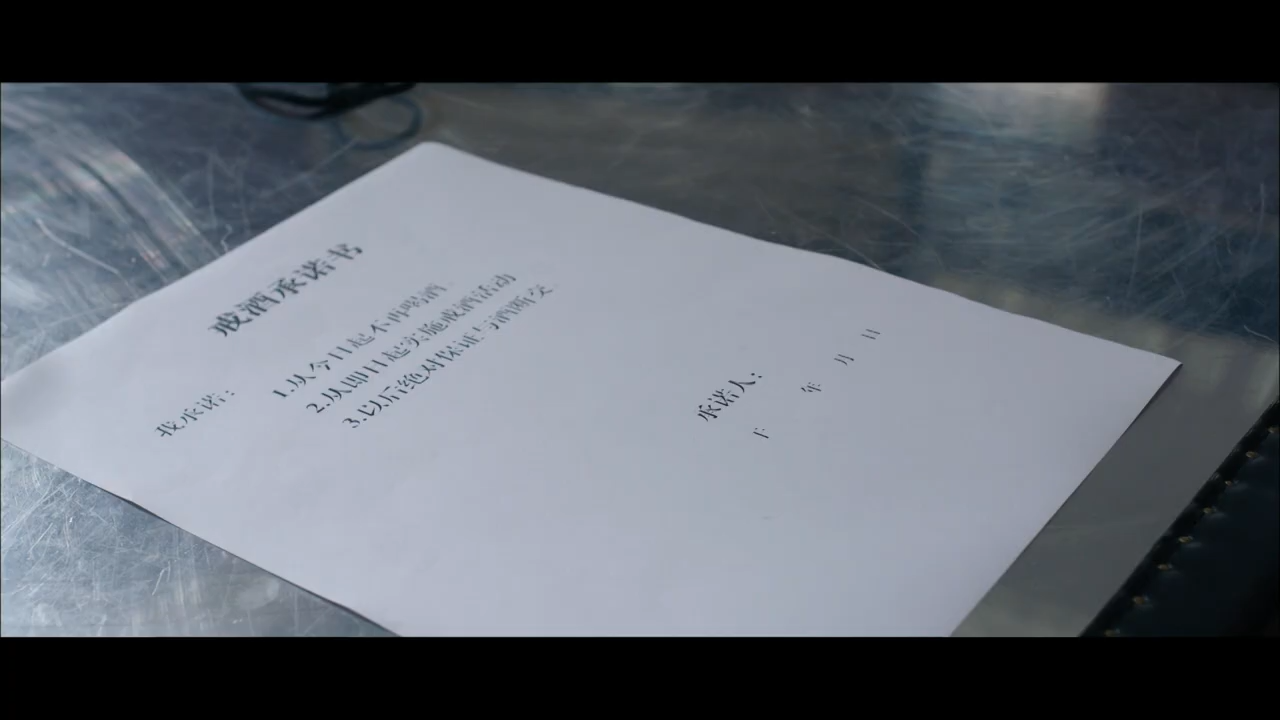 戒酒承诺书
我承诺：
1.从今日起不再喝酒
2.从即日起实施戒酒活动
3.以后绝对保证与酒断交
承诺人：
于 年 月 日